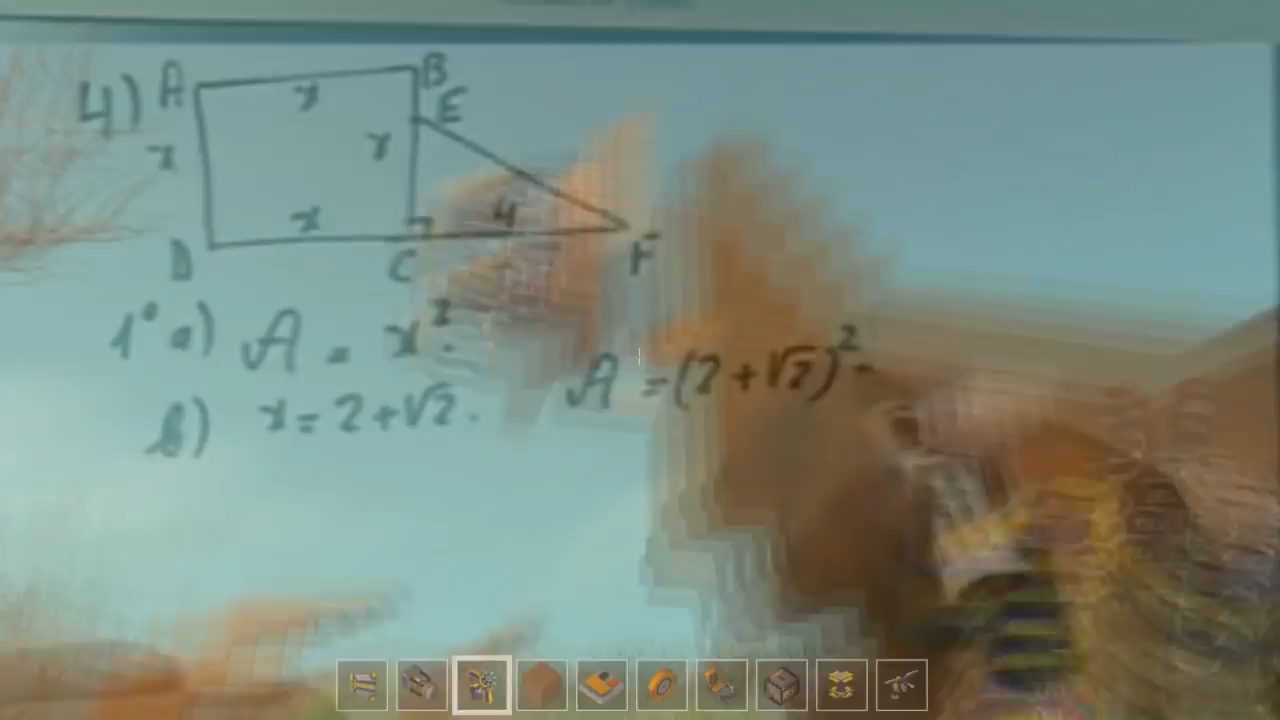 4) A B
E
x
x x
x 4
D C F
1° a) A = x².
b) x = 2+√2. A = (2+√2)² =